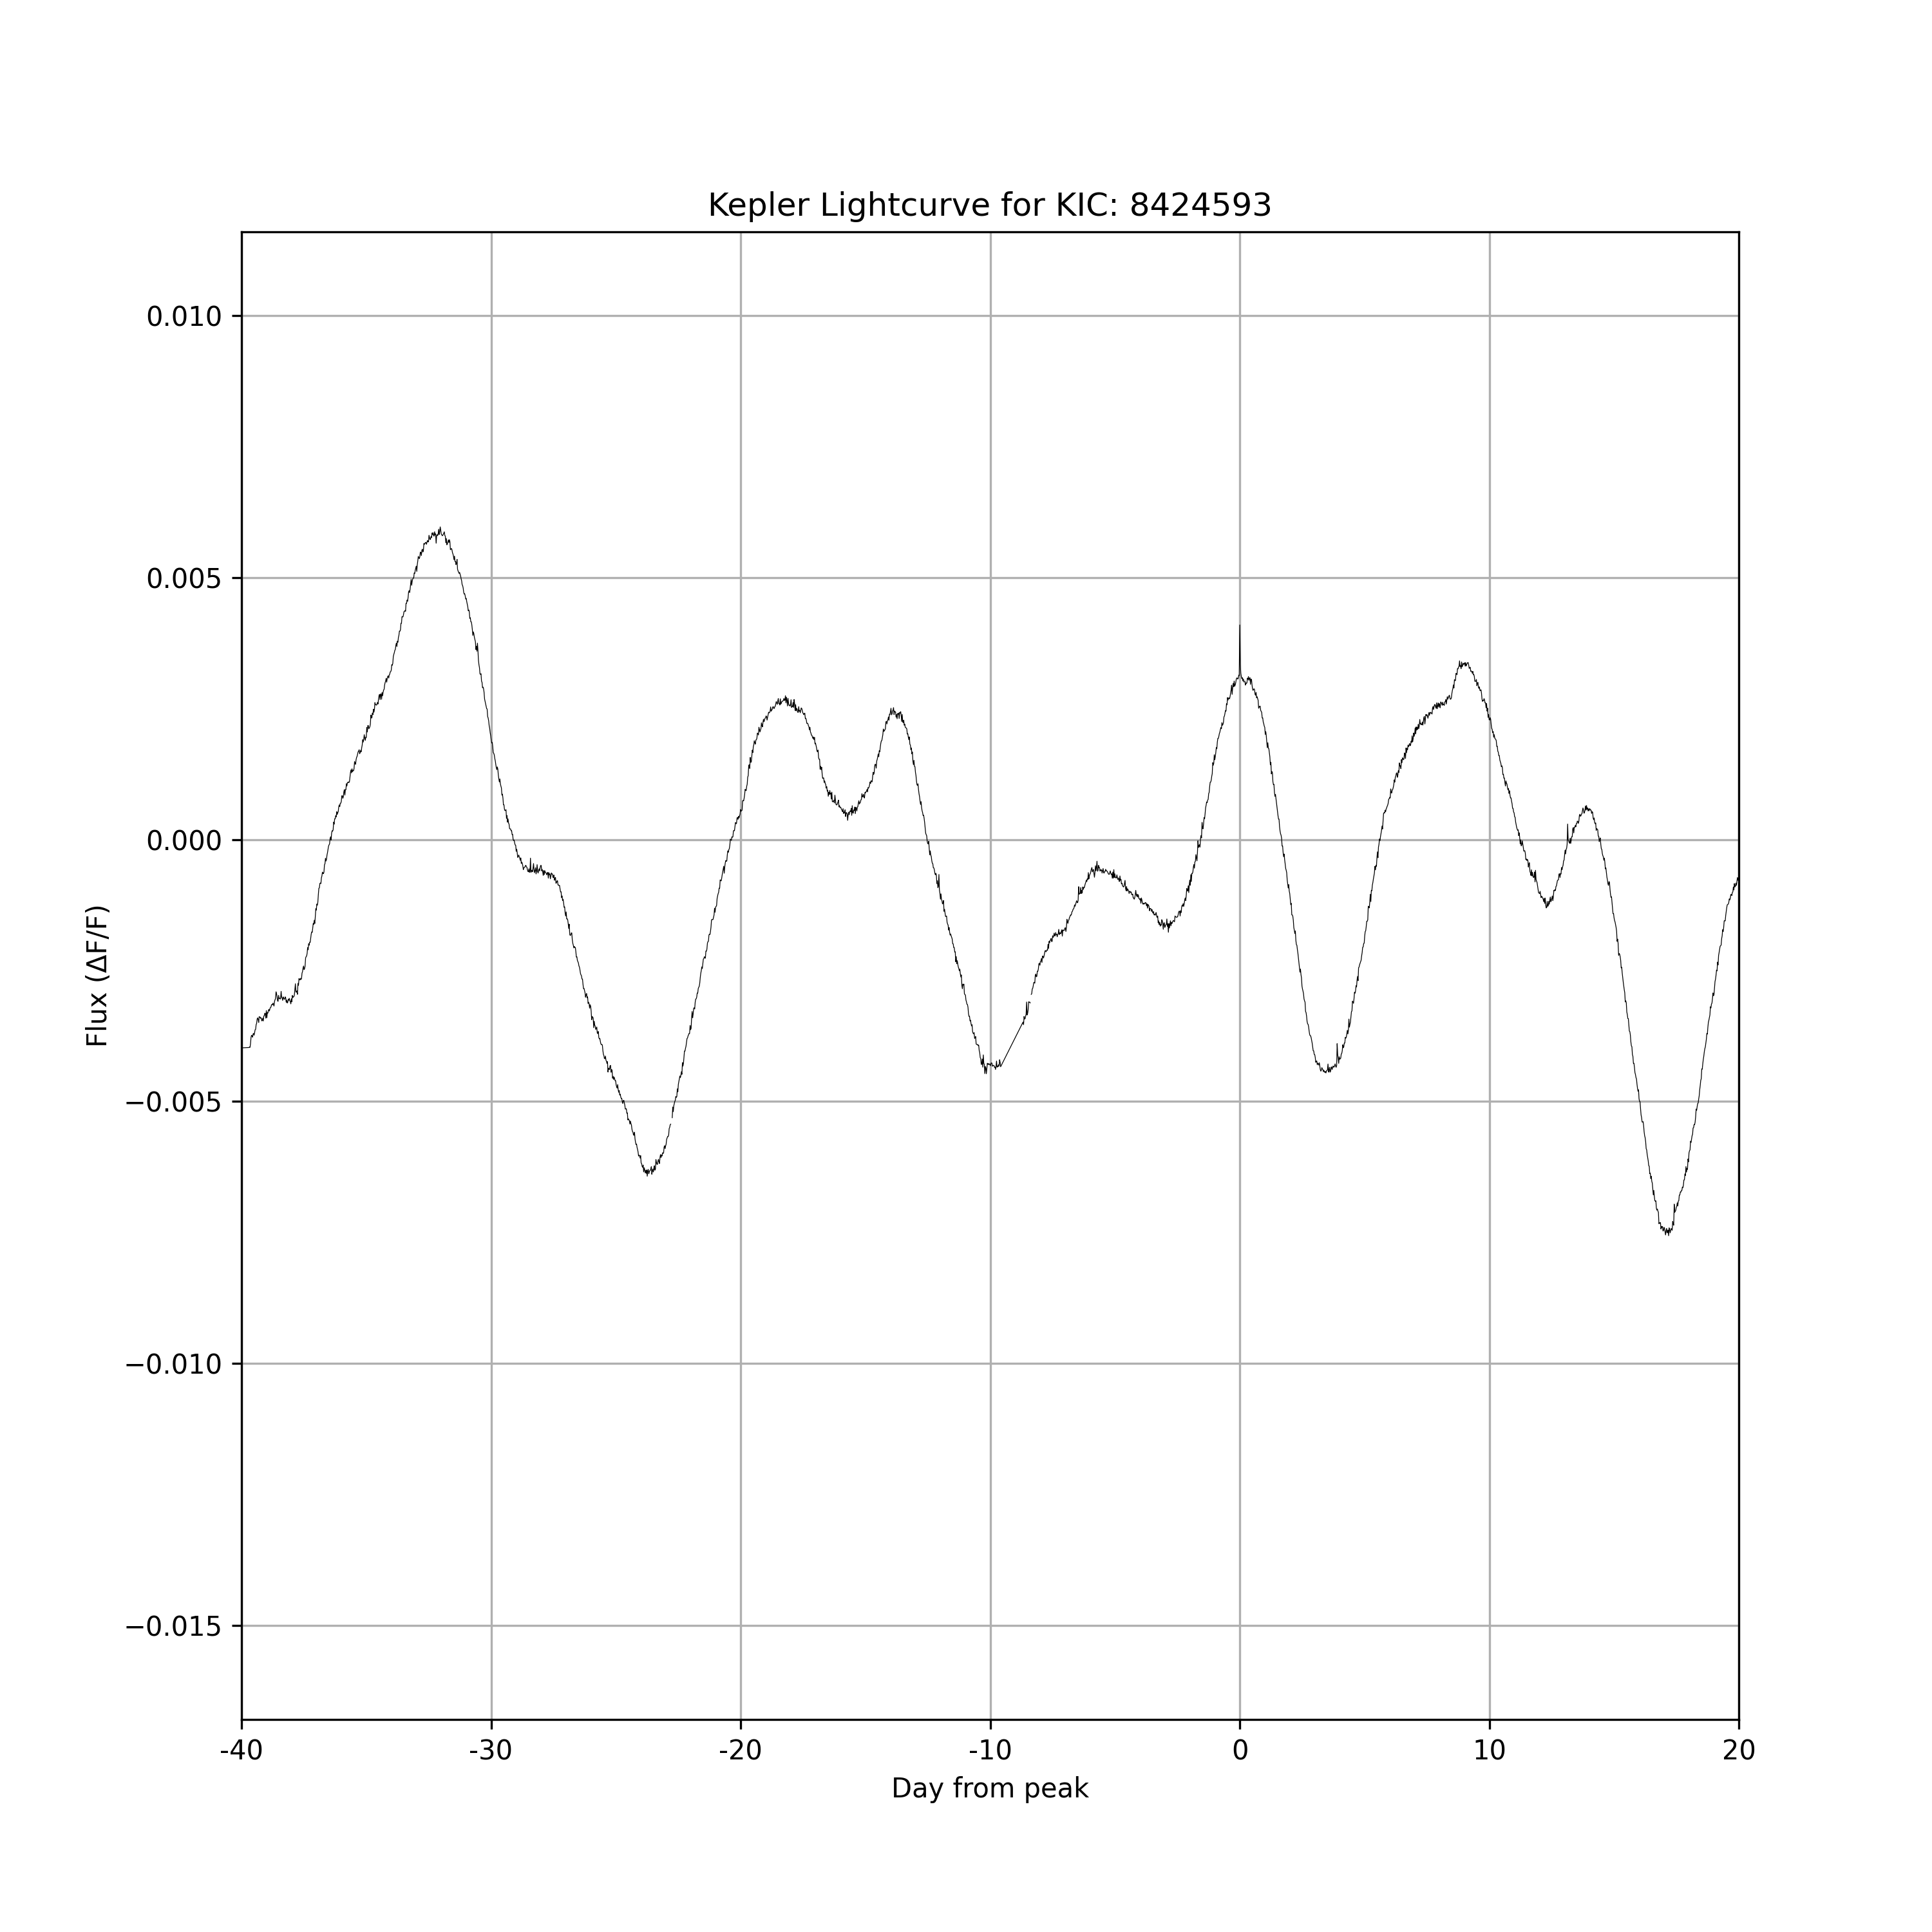 Kepler Lightcurve for KIC: 8424593
0.010
0.005
0.000
−0.005
−0.010
−0.015
Flux (ΔF/F)
-40 -30 -20 -10 0 10 20
Day from peak